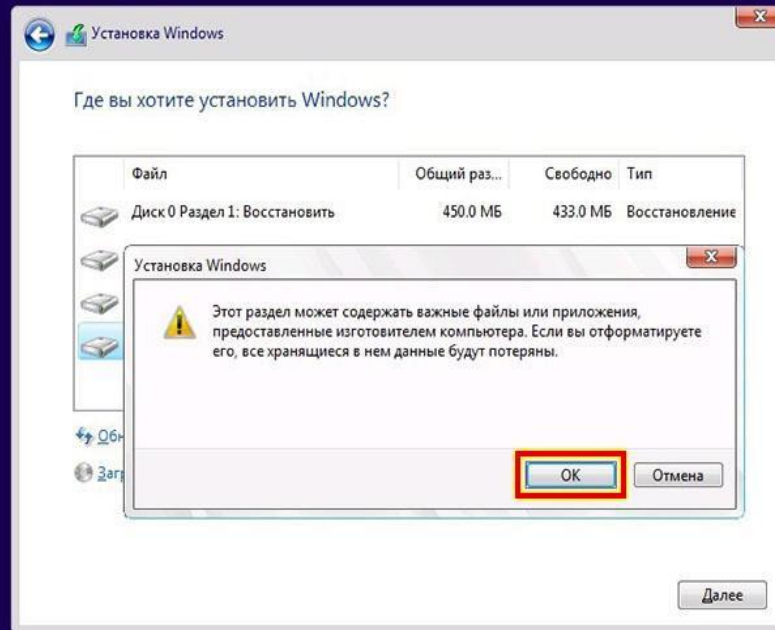 Установка Windows
Где вы хотите установить Windows?
Файл Общий раз... Свободно Тип
Диск 0 Раздел 1: Восстановить 450.0 МБ 433.0 МБ Восстановление
Установка Windows
Этот раздел может содержать важные файлы или приложения,
предоставленные изготовителем компьютера. Если вы отформатируете
его, все хранящиеся в нем данные будут потеряны.
ОК Отмена
Далее